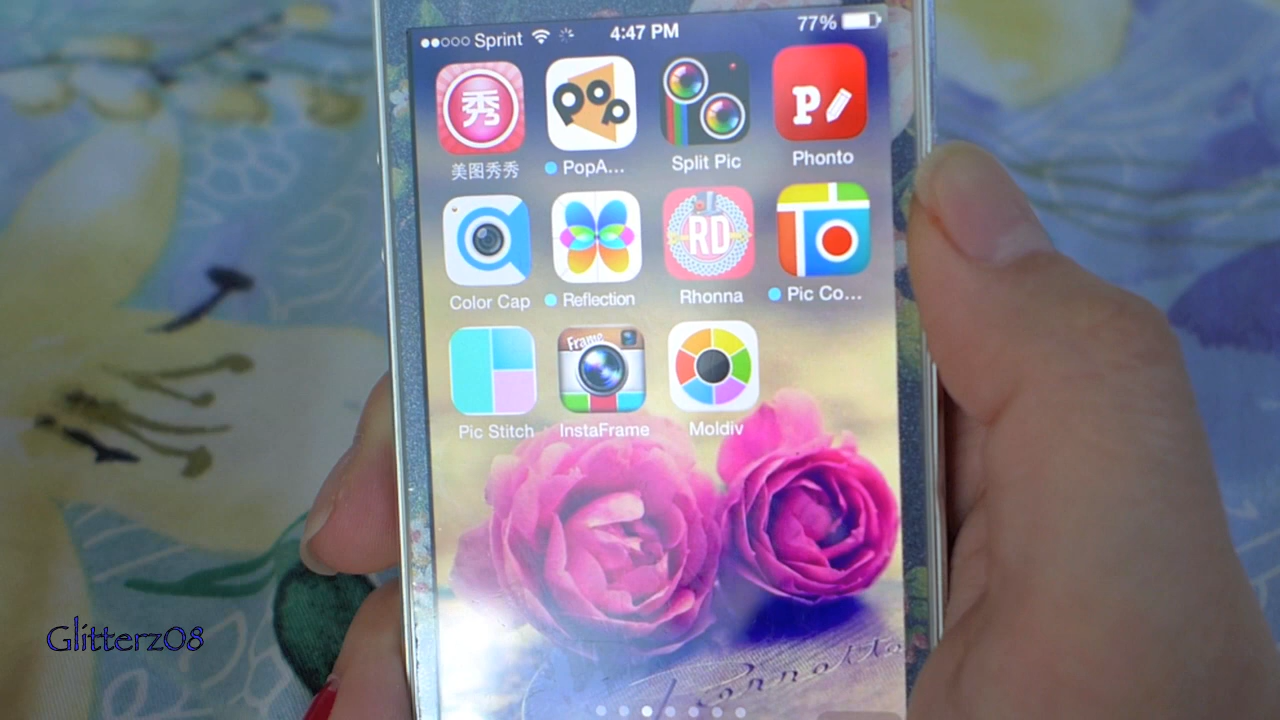 Sprint 4:47 PM 77%
秀 pop P
美图秀秀 PopA... Split Pic Phonto
RD
Color Cap Reflection Rhonna Pic Co...
Frame
Pic Stitch InstaFrame Moldiv
Glitterz08